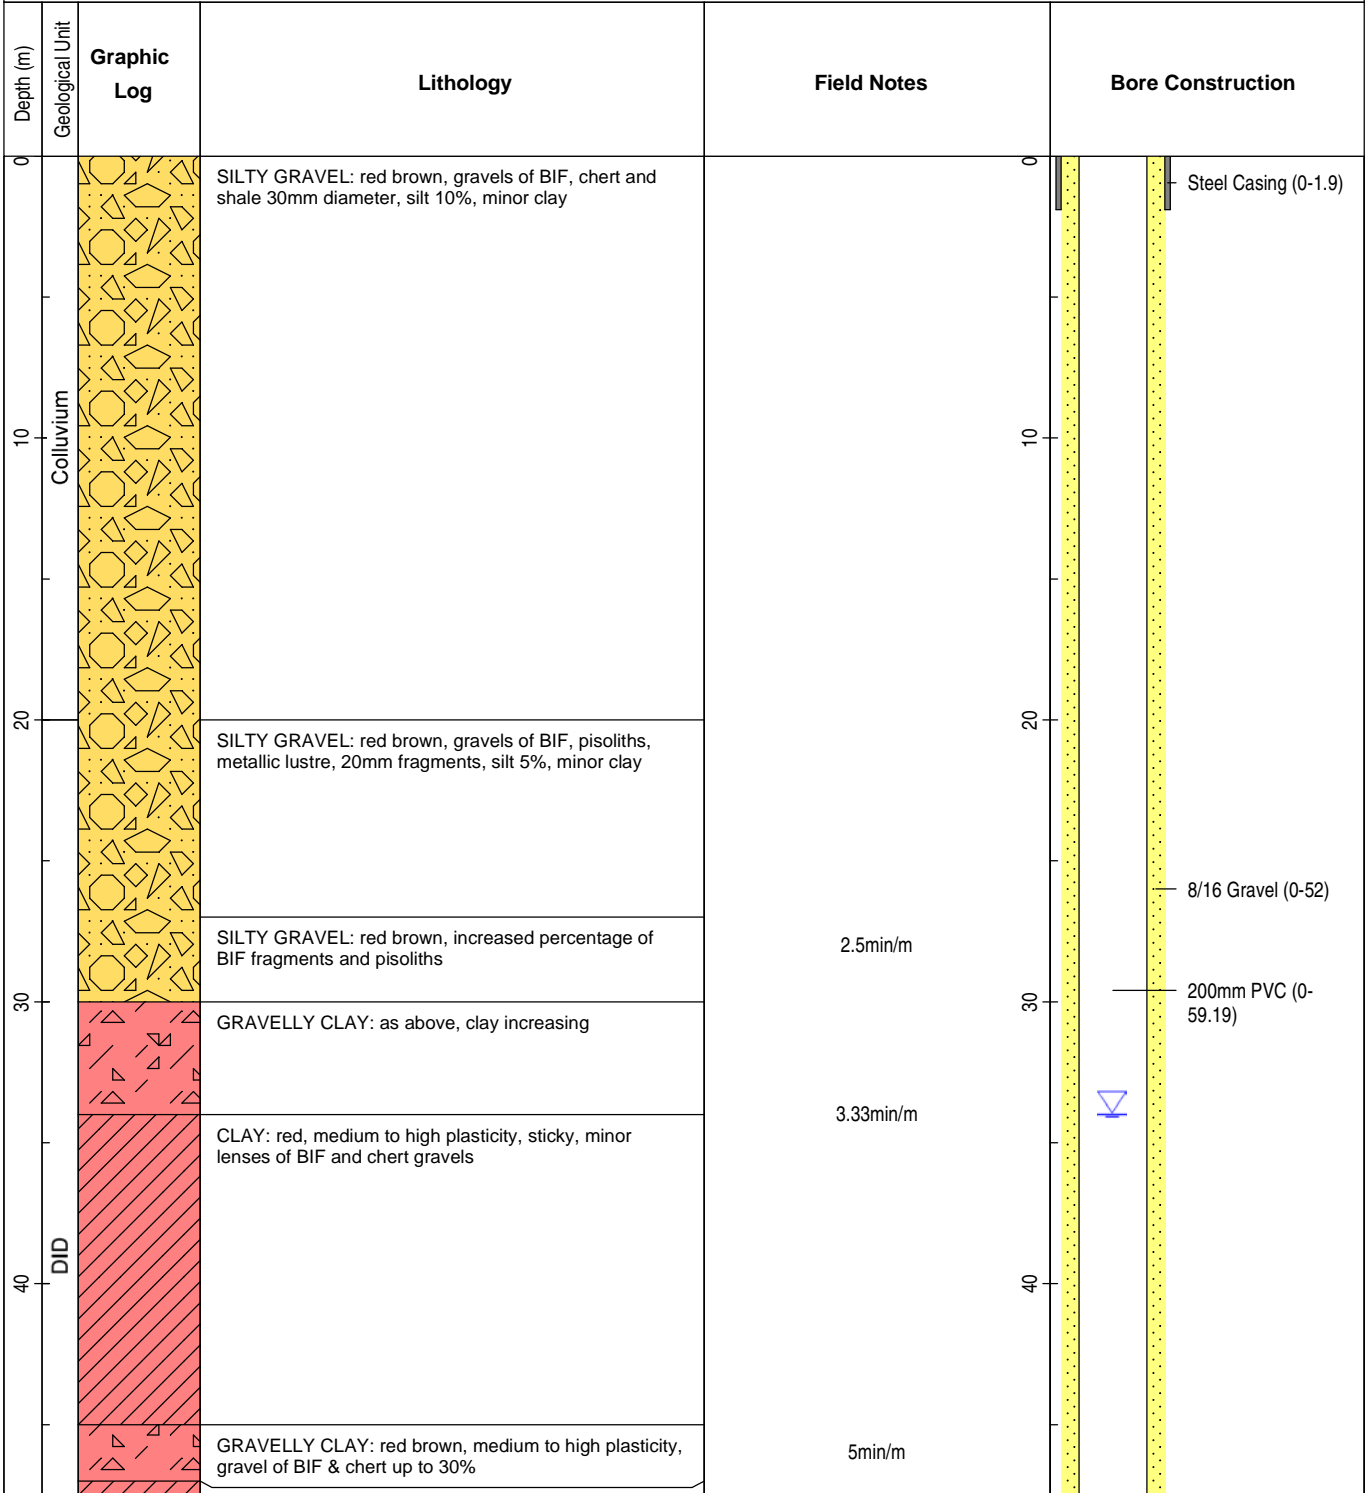 Depth (m)
Geological Unit
Graphic
Log
Lithology
Field Notes
Bore Construction
0
0
SILTY GRAVEL: red brown, gravels of BIF, chert and
shale 30mm diameter, silt 10%, minor clay
Steel Casing (0-1.9)
Colluvium
10
10
20
20
SILTY GRAVEL: red brown, gravels of BIF, pisoliths,
metallic lustre, 20mm fragments, silt 5%, minor clay
8/16 Gravel (0-52)
SILTY GRAVEL: red brown, increased percentage of
BIF fragments and pisoliths
2.5min/m
200mm PVC (0-
59.19)
30
30
GRAVELLY CLAY: as above, clay increasing
3.33min/m
CLAY: red, medium to high plasticity, sticky, minor
lenses of BIF and chert gravels
DID
40
40
GRAVELLY CLAY: red brown, medium to high plasticity,
gravel of BIF & chert up to 30%
5min/m